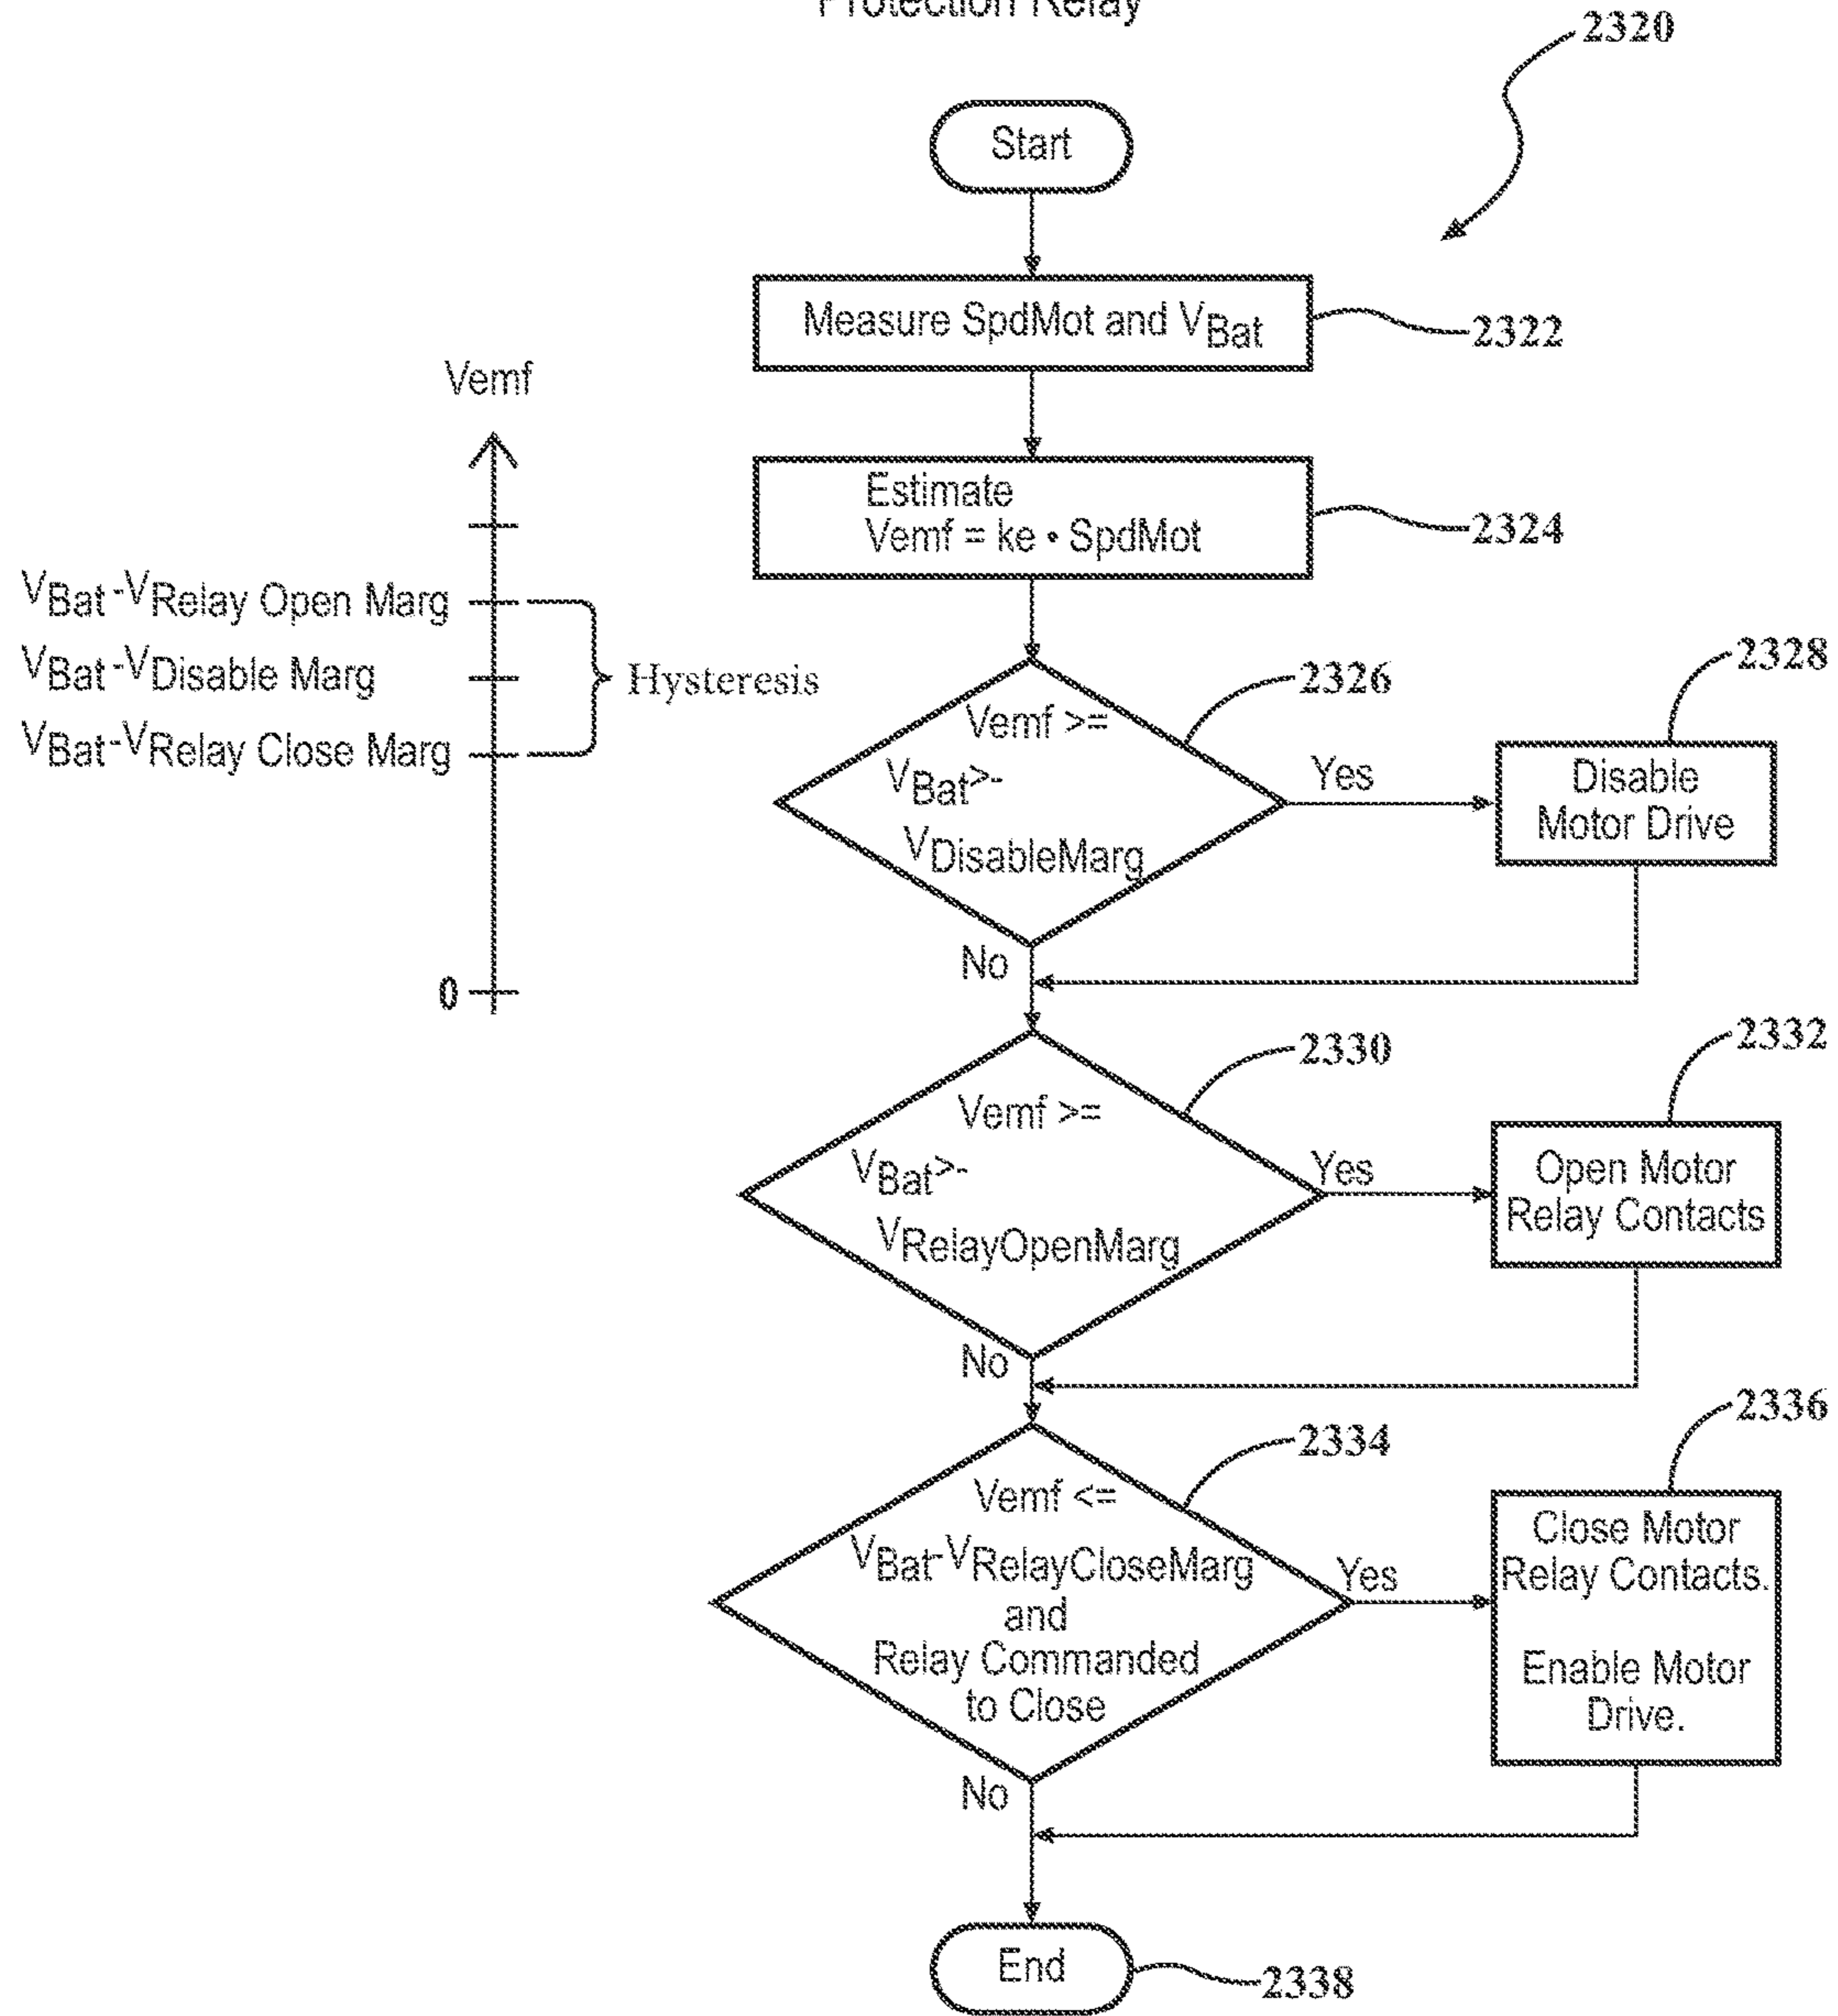 Protection Relay
2320
Start
Measure SpdMot and VBat
2322
Vemf
Estimate
Vemf = ke • SpdMot
2324
VBat -VRelay Open Marg
VBat -VDisable Marg
VBat-VRelay Close Marg
Hysteresis
0
Vemf >=
VBat>-
VDisableMarg
2326
Yes
No
Disable
Motor Drive
2328
Vemf >=
VBat>-
VRelayOpenMarg
2330
Yes
No
Open Motor
Relay Contacts
2332
Vemf <=
VBat-VRelayCloseMarg
and
Relay Commanded
to Close
2334
Yes
No
Close Motor
Relay Contacts.
Enable Motor
Drive.
2336
End
2338